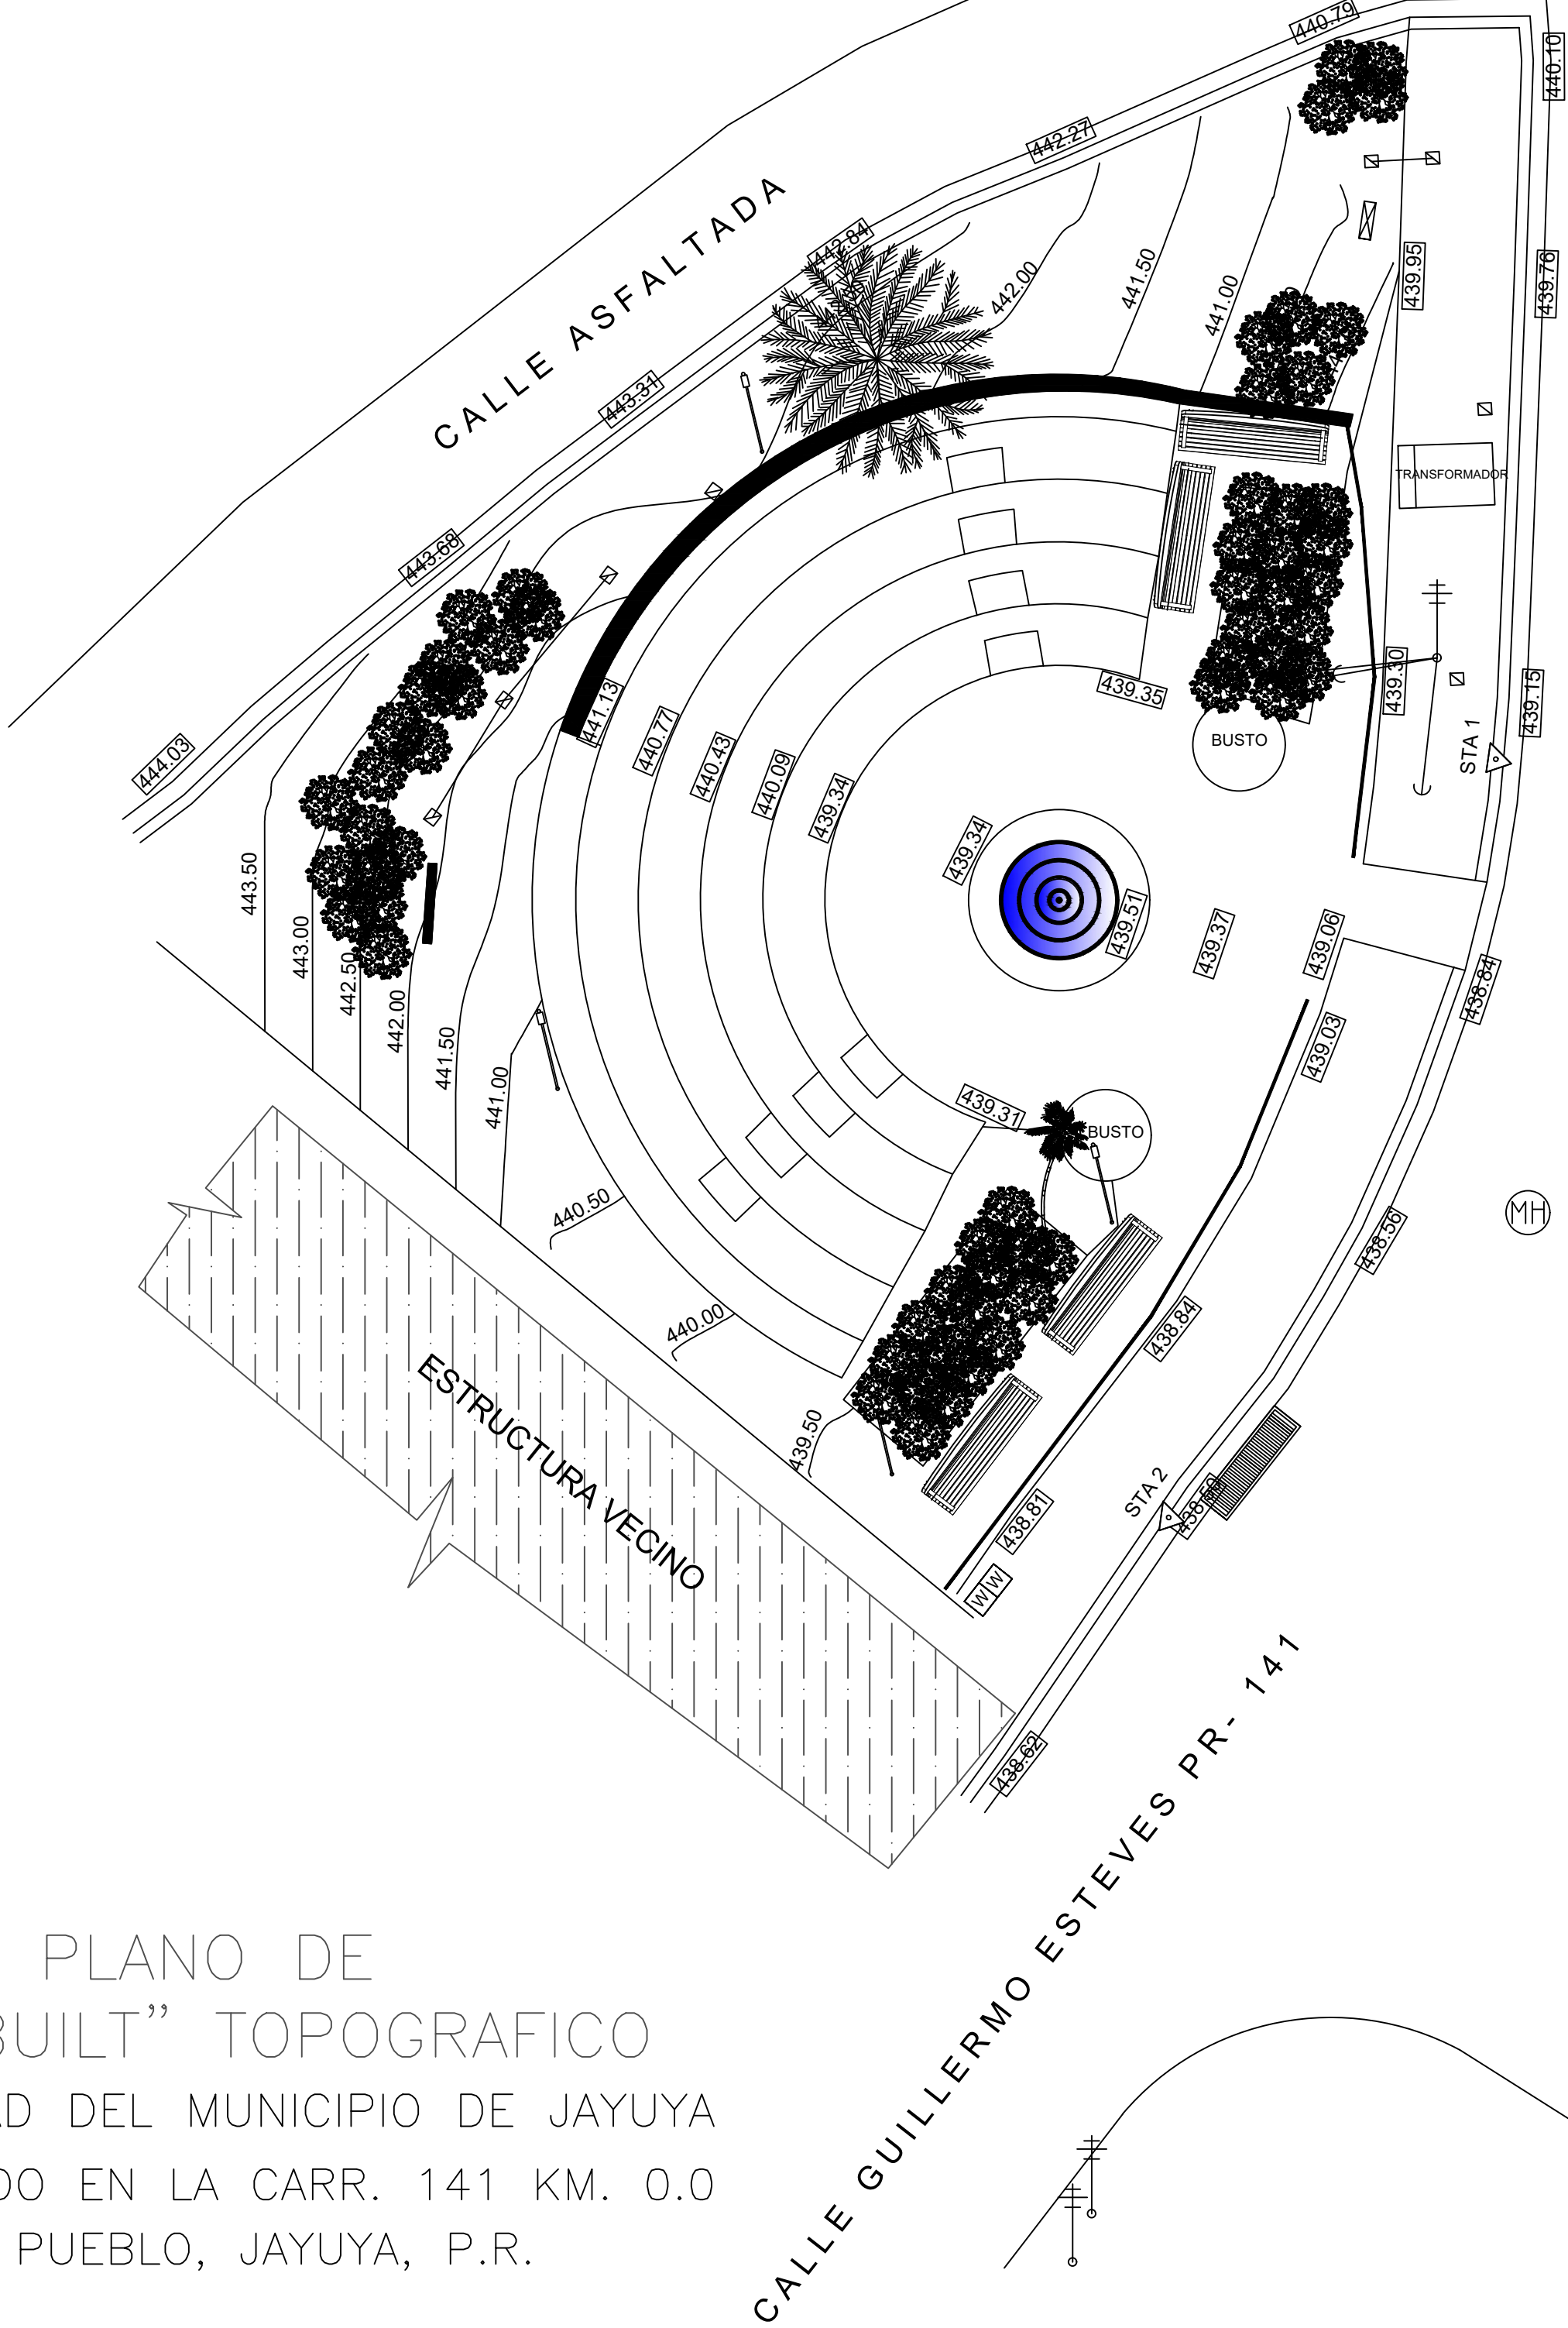 440.79
440.10
442.27
CALLE ASFALTADA
442.84
442.00
441.50
441.00
439.95
439.76
443.31
TRANSFORMADOR
443.68
439.30
439.15
441.13
440.77
440.43
440.09
439.34
439.35
BUSTO
STA 1
444.03
439.34
439.51
439.37
439.06
438.84
443.50
443.00
442.50
442.00
441.50
441.00
439.03
439.31
BUSTO
MH
440.50
438.56
440.00
438.84
ESTRUCTURA VECINO
439.50
STA 2
438.81
W W
438.62
CALLE GUILLERMO ESTEVES PR- 141
PLANO DE
BUILT” TOPOGRAFICO
AD DEL MUNICIPIO DE JAYUYA
DO EN LA CARR. 141 KM. 0.0
PUEBLO, JAYUYA, P.R.